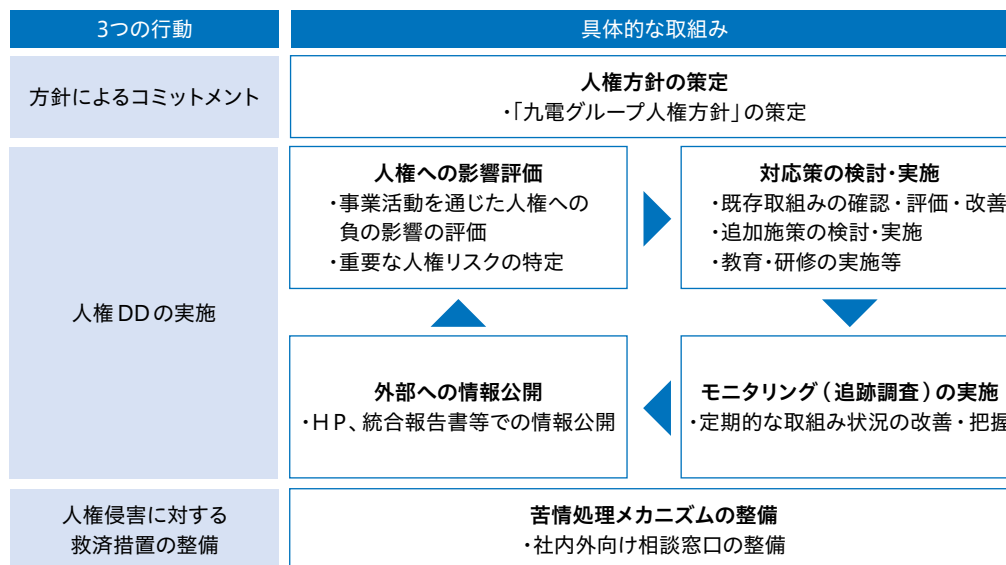 3つの行動
具体的な取組み
方針によるコミットメント
人権方針の策定
・「九電グループ人権方針」の策定
人権DDの実施
人権への影響評価
・事業活動を通じた人権への
負の影響の評価
・重要な人権リスクの特定
対応策の検討・実施
・既存取組みの確認・評価・改善
・追加施策の検討・実施
・教育・研修の実施等
外部への情報公開
・HP、統合報告書等での情報公開
モニタリング(追跡調査)の実施
・定期的な取組み状況の改善・把握
人権侵害に対する
救済措置の整備
苦情処理メカニズムの整備
・社内外向け相談窓口の整備